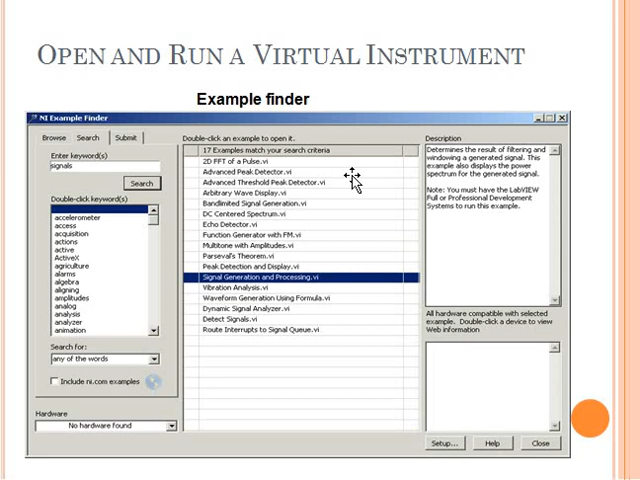 OPEN AND RUN A VIRTUAL INSTRUMENT
Example finder
NI Example Finder
Browse Search Submit
Enter keyword(s)
signals
Search
Double-click keyword(s):
accelerometer
access
acquisition
actions
active
ActiveX
agriculture
alarms
algebra
aligning
amplitudes
analog
analysis
analyzer
animation
Search for:
any of the words
Include ni.com examples
Hardware
No hardware found
Double-click an example to open it.
17 Examples match your search criteria
2D FFT of a Pulse.vi
Advanced Peak Detector.vi
Advanced Threshold Peak Detector.vi
Arbitrary Wave Display.vi
Bandlimited Signal Generation.vi
DC Centered Spectrum.vi
Echo Detector.vi
Function Generator with FM.vi
Multitone with Amplitudes.vi
Parseval's Theorem.vi
Peak Detection and Display.vi
Signal Generation and Processing.vi
Vibration Analysis.vi
Waveform Generation Using Formula.vi
Dynamic Signal Analyzer.vi
Detect Signals.vi
Route Interrupts to Signal Queue.vi
Description
Determines the result of filtering and
windowing a generated signal. This
example also displays the power
spectrum for the generated signal.
Note: You must have the LabVIEW
Full or Professional Development
Systems to run this example.
All hardware compatible with selected
example. Double-click a device to view
Web information
Setup...
Help
Close